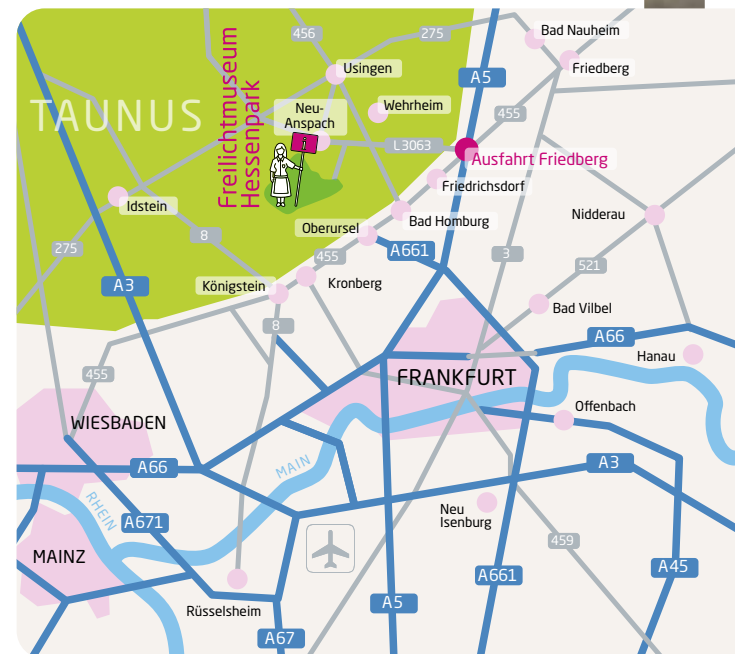 456
275
Bad Nauheim
Usingen
Friedberg
A5
TAUNUS
Freilichtmuseum
Hessenpark
Neu-
Anspach
Wehrheim
455
i
L3063
Ausfahrt Friedberg
Friedrichsdorf
Idstein
Bad Homburg
Nidderau
8
Oberursel
275
A661
3
455
521
A3
Königstein
Kronberg
Bad Vilbel
8
A66
Hanau
455
FRANKFURT
Offenbach
WIESBADEN
A66
MAIN
A3
RHEIN
A671
Neu
Isenburg
459
MAINZ
A661
A45
Rüsselsheim
A5
A67